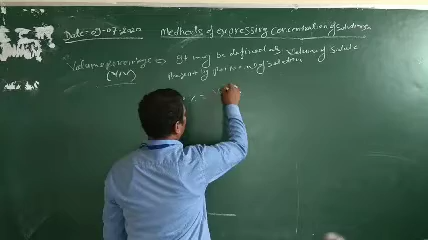 Date-09-07-2020 Methods of expressing concentration of solutions
Volume percentage => It may be defined as volume of solute
(V/V) present in per 100 mL of solution